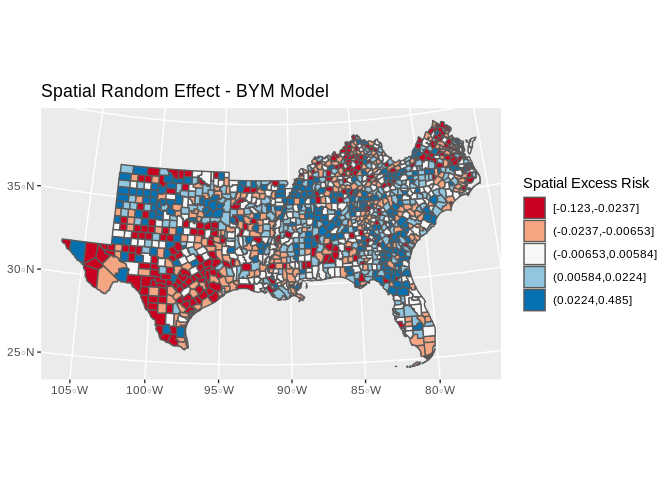 Spatial Random Effect - BYM Model
35°N
30°N
25°N
105°W
100°W
95°W
90°W
85°W
80°W
Spatial Excess Risk
[-0.123,-0.0237]
(-0.0237,-0.00653]
(-0.00653,0.00584]
(0.00584,0.0224]
(0.0224,0.485]